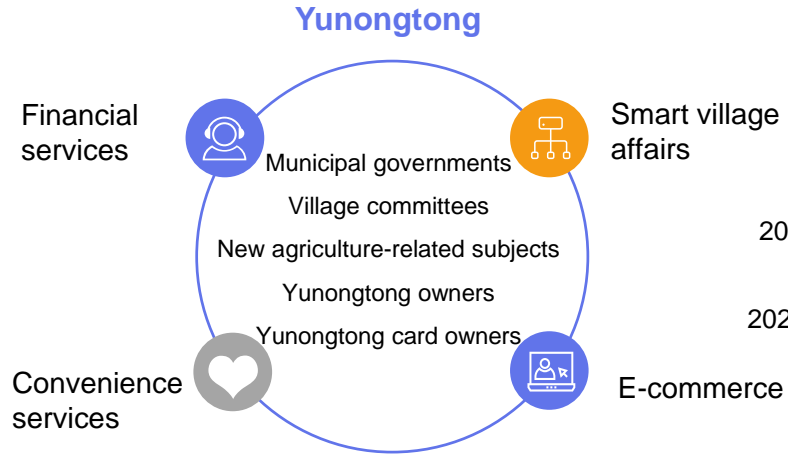 Yunongtong
Financial
services
Smart village
affairs
Municipal governments
Village committees
New agriculture-related subjects
Yunongtong owners
Yunongtong card owners
Convenience
services
E-commerce